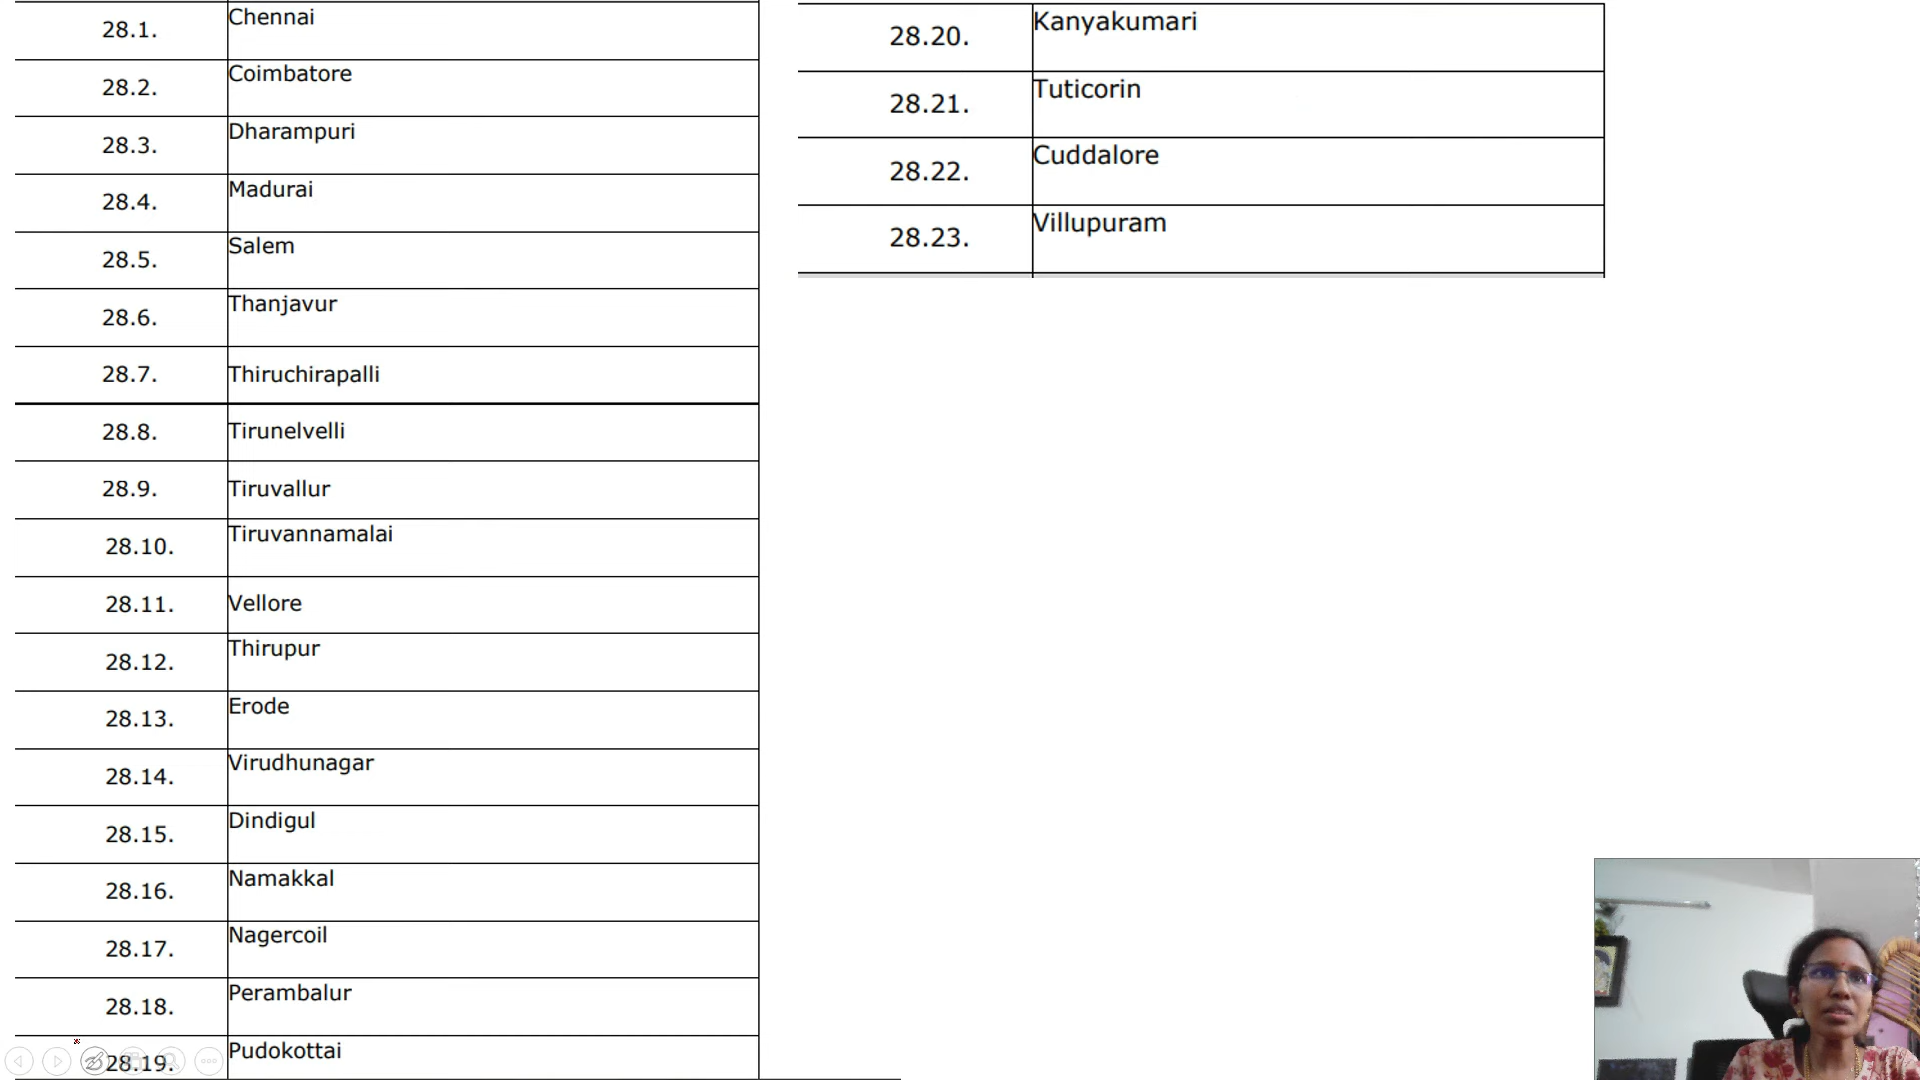 28.1. Chennai
28.2. Coimbatore
28.3. Dharampuri
28.4. Madurai
28.5. Salem
28.6. Thanjavur
28.7. Thiruchirapalli
28.8. Tirunelvelli
28.9. Tiruvallur
28.10. Tiruvannamalai
28.11. Vellore
28.12. Thirupur
28.13. Erode
28.14. Virudhunagar
28.15. Dindigul
28.16. Namakkal
28.17. Nagercoil
28.18. Perambalur
28.19. Pudokottai
28.20. Kanyakumari
28.21. Tuticorin
28.22. Cuddalore
28.23. Villupuram